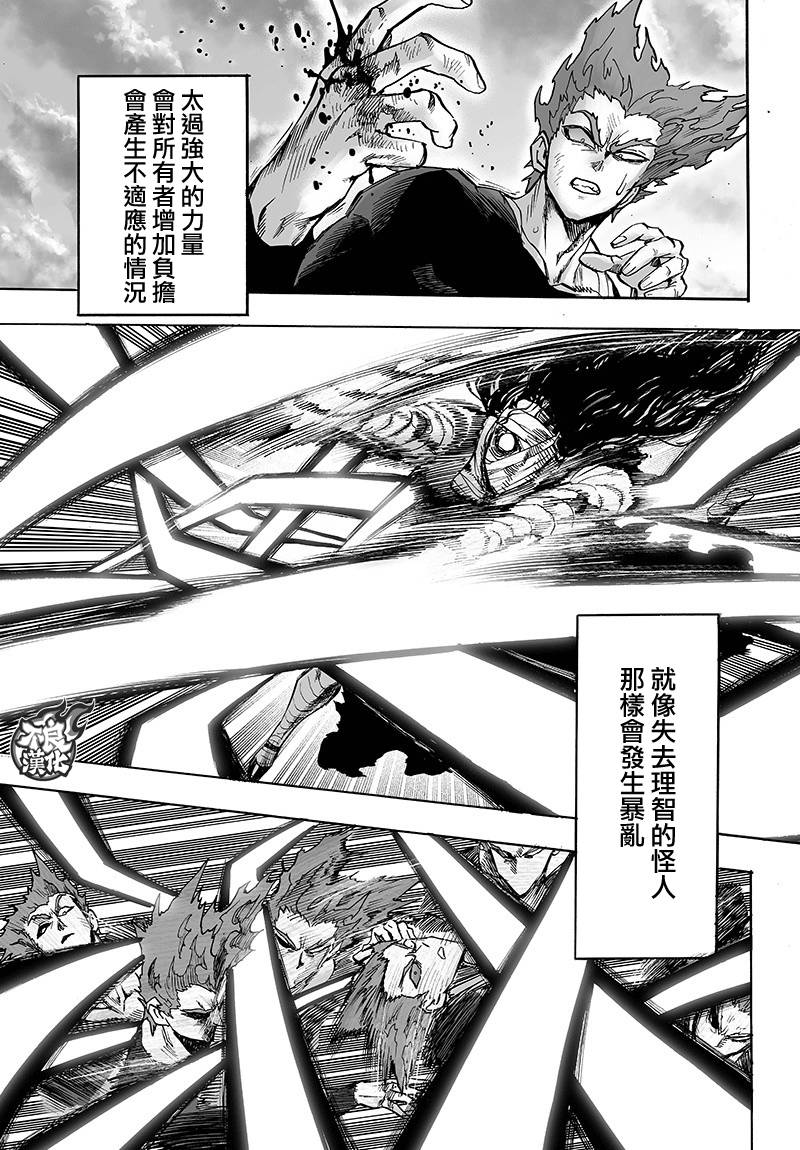 太過強大的力量
會對所有者增加負擔
會產生不適應的情況
就像失去理智的怪人
那樣會發生暴亂
狼
漢化